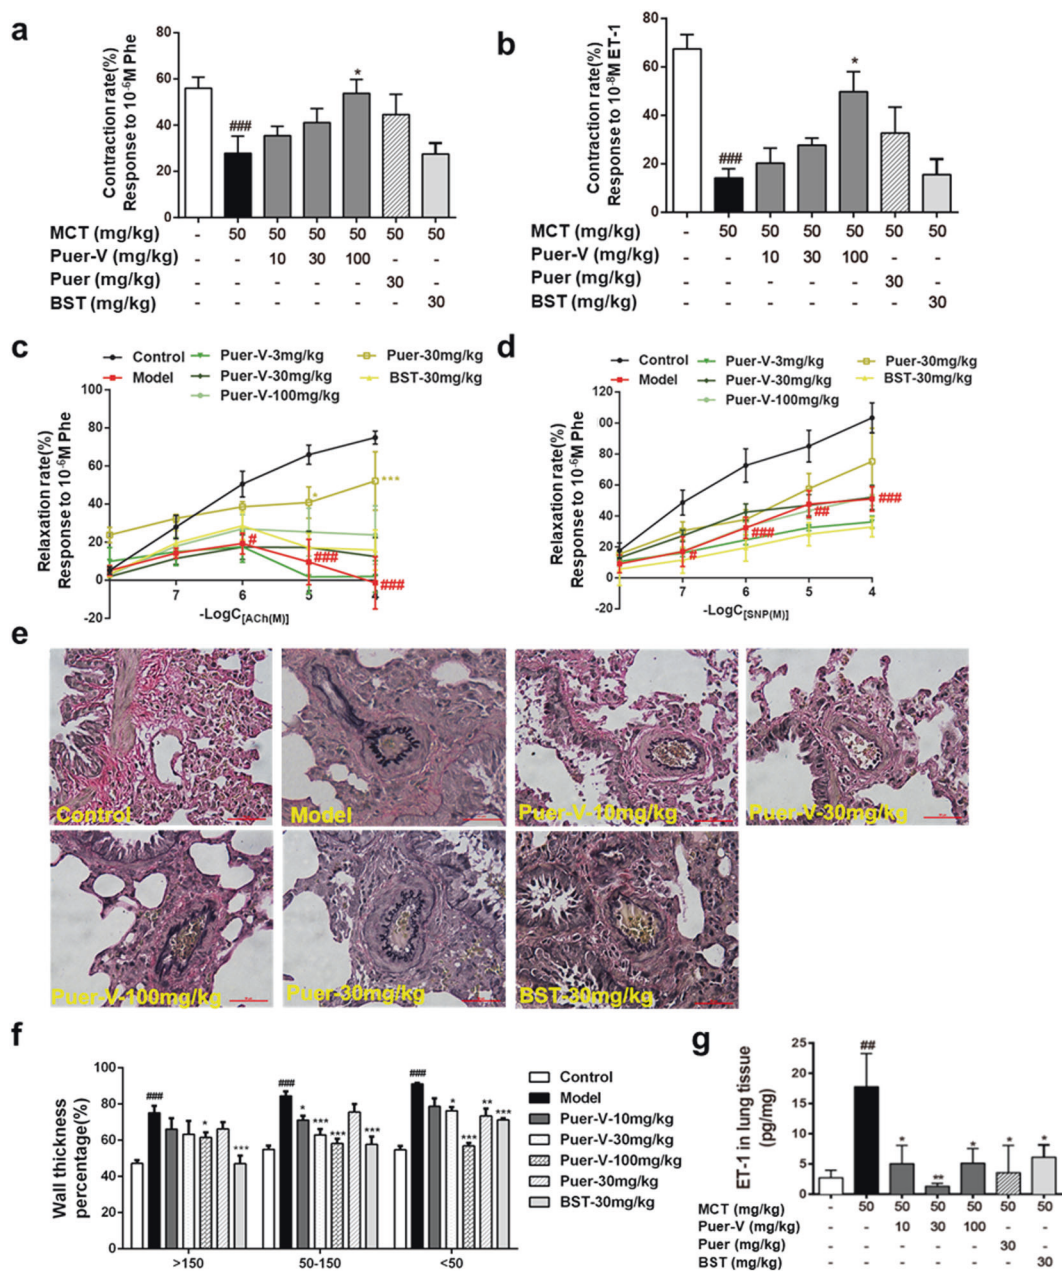 a
Contraction rate(%)
Response to 10⁻⁶M Phe
80
60
40
20
0
###
*
MCT (mg/kg) - 50 50 50 50 50 50
Puer-V (mg/kg) - - 10 30 100 - -
Puer (mg/kg) - - - - - 30 -
BST (mg/kg) - - - - - - 30
b
Contraction rate(%)
Response to 10⁻⁸M ET-1
80
60
40
20
0
###
*
MCT (mg/kg) - 50 50 50 50 50 50
Puer-V (mg/kg) - - 10 30 100 - -
Puer (mg/kg) - - - - - 30 -
BST (mg/kg) - - - - - - 30
c
Control Puer-V-3mg/kg Puer-30mg/kg
Model Puer-V-30mg/kg BST-30mg/kg
Puer-V-100mg/kg
Relaxation rate(%)
Response to 10⁻⁶M Phe
100
80
60
40
20
0
-20
*
***
#
###
###
7 6 5 4
-LogC[ACh(M)]
d
Control Puer-V-3mg/kg Puer-30mg/kg
Model Puer-V-30mg/kg BST-30mg/kg
Puer-V-100mg/kg
Relaxation rate(%)
Response to 10⁻⁶M Phe
120
100
80
60
40
20
0
-20
#
###
##
###
7 6 5 4
-LogC[SNP(M)]
e
Control
Model
Puer-V-10mg/kg
Puer-V-30mg/kg
Puer-V-100mg/kg
Puer-30mg/kg
BST-30mg/kg
f
Wall thickness
percentage(%)
100
80
60
40
20
0
### * ***
### * *** *** ***
### * *** ** ***
>150 50-150 <50
Control
Model
Puer-V-10mg/kg
Puer-V-30mg/kg
Puer-V-100mg/kg
Puer-30mg/kg
BST-30mg/kg
g
ET-1 in lung tissue
(pg/mg)
25
20
15
10
5
0
##
* ** * * *
MCT (mg/kg) - 50 50 50 50 50 50
Puer-V (mg/kg) - - 10 30 100 - -
Puer (mg/kg) - - - - - 30 -
BST (mg/kg) - - - - - - 30